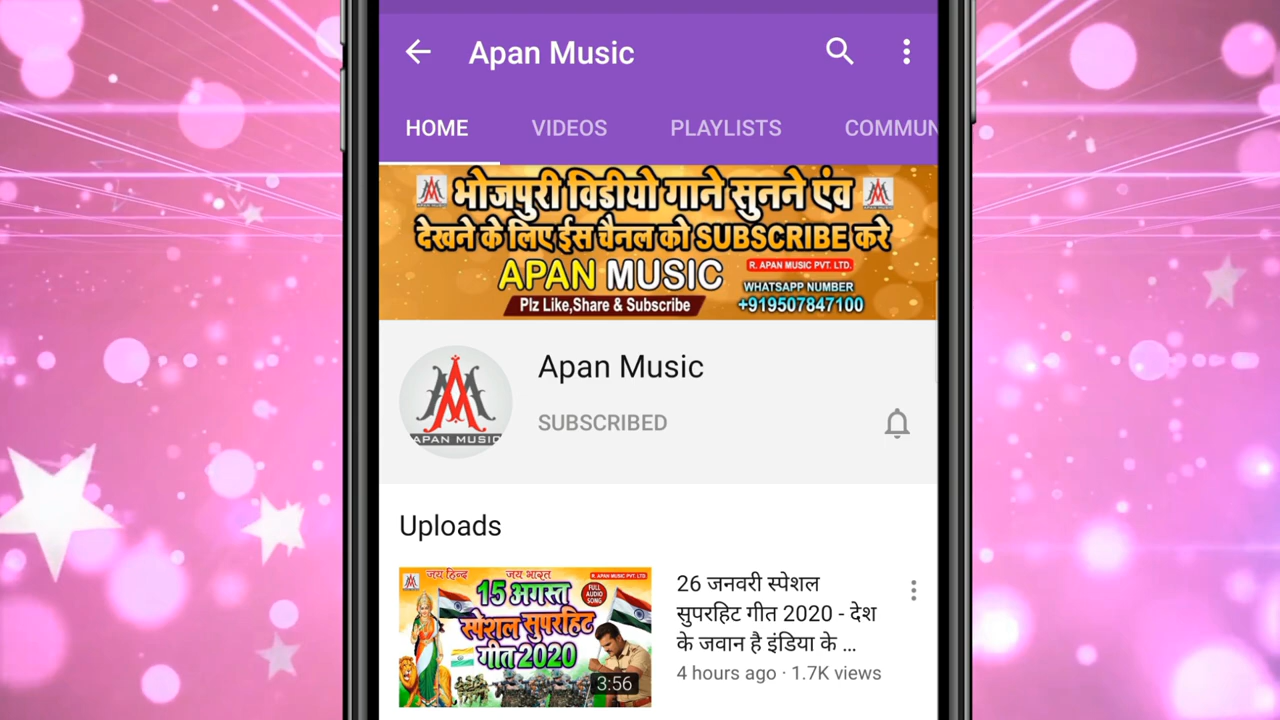 Apan Music
HOME VIDEOS PLAYLISTS COMMUN
भोजपुरी विडीयो गाने सुनने एंव
देखने के लिए ईस चैनल को SUBSCRIBE करे
APAN MUSIC
R. APAN MUSIC PVT. LTD.
WHATSAPP NUMBER
Plz Like,Share & Subscribe
+919507847100
Apan Music
SUBSCRIBED
APAN MUSIC
Uploads
जय हिन्द जय भारत
R. APAN MUSIC PVT. LTD.
15 अगस्त
FULL AUDIO SONG
स्पेशल सुपरहिट
गीत 2020
3:56
26 जनवरी स्पेशल
सुपरहिट गीत 2020 - देश
के जवान है इंडिया के ...
4 hours ago · 1.7K views